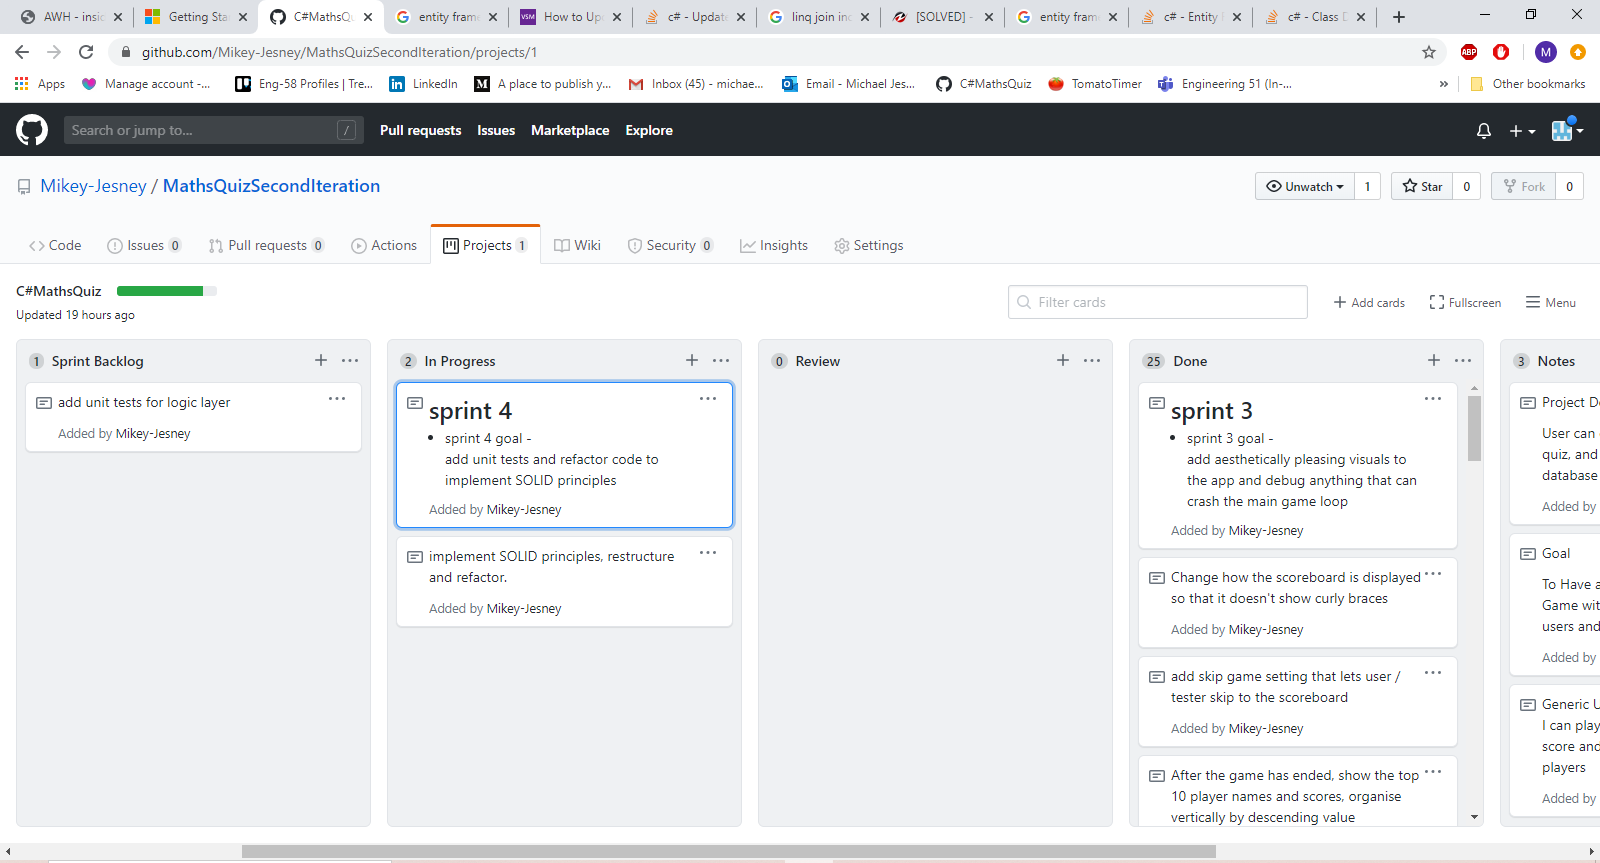 AWH - insi
Getting Sta
C#MathsQu
entity frame
How to Up
c# - Updat
linq join inc
[SOLVED] -
entity frame
c# - Entity
c# - Class D
github.com/Mikey-Jesney/MathsQuizSecondIteration/projects/1
ABP
M
Apps
Manage account -...
Eng-58 Profiles | Tre...
LinkedIn
A place to publish y...
Inbox (45) - michae...
Email - Michael Jes...
C#MathsQuiz
TomatoTimer
Engineering 51 (In-...
»
Other bookmarks
Search or jump to... /
Pull requests
Issues
Marketplace
Explore
Mikey-Jesney / MathsQuizSecondIteration
Unwatch 1
Star 0
Fork 0
Code
Issues 0
Pull requests 0
Actions
Projects 1
Wiki
Security 0
Insights
Settings
C#MathsQuiz
Updated 19 hours ago
Filter cards
Add cards
Fullscreen
Menu
1 Sprint Backlog
add unit tests for logic layer
Added by Mikey-Jesney
2 In Progress
sprint 4
• sprint 4 goal -
add unit tests and refactor code to
implement SOLID principles
Added by Mikey-Jesney
implement SOLID principles, restructure
and refactor.
Added by Mikey-Jesney
0 Review
25 Done
sprint 3
• sprint 3 goal -
add aesthetically pleasing visuals to
the app and debug anything that can
crash the main game loop
Added by Mikey-Jesney
Change how the scoreboard is displayed
so that it doesn't show curly braces
Added by Mikey-Jesney
add skip game setting that lets user /
tester skip to the scoreboard
Added by Mikey-Jesney
After the game has ended, show the top
10 player names and scores, organise
vertically by descending value
3 Notes
Project De
User can
quiz, and
database
Added by
Goal
To Have a
Game wit
users and
Added by
Generic U
I can play
score and
players
Added by